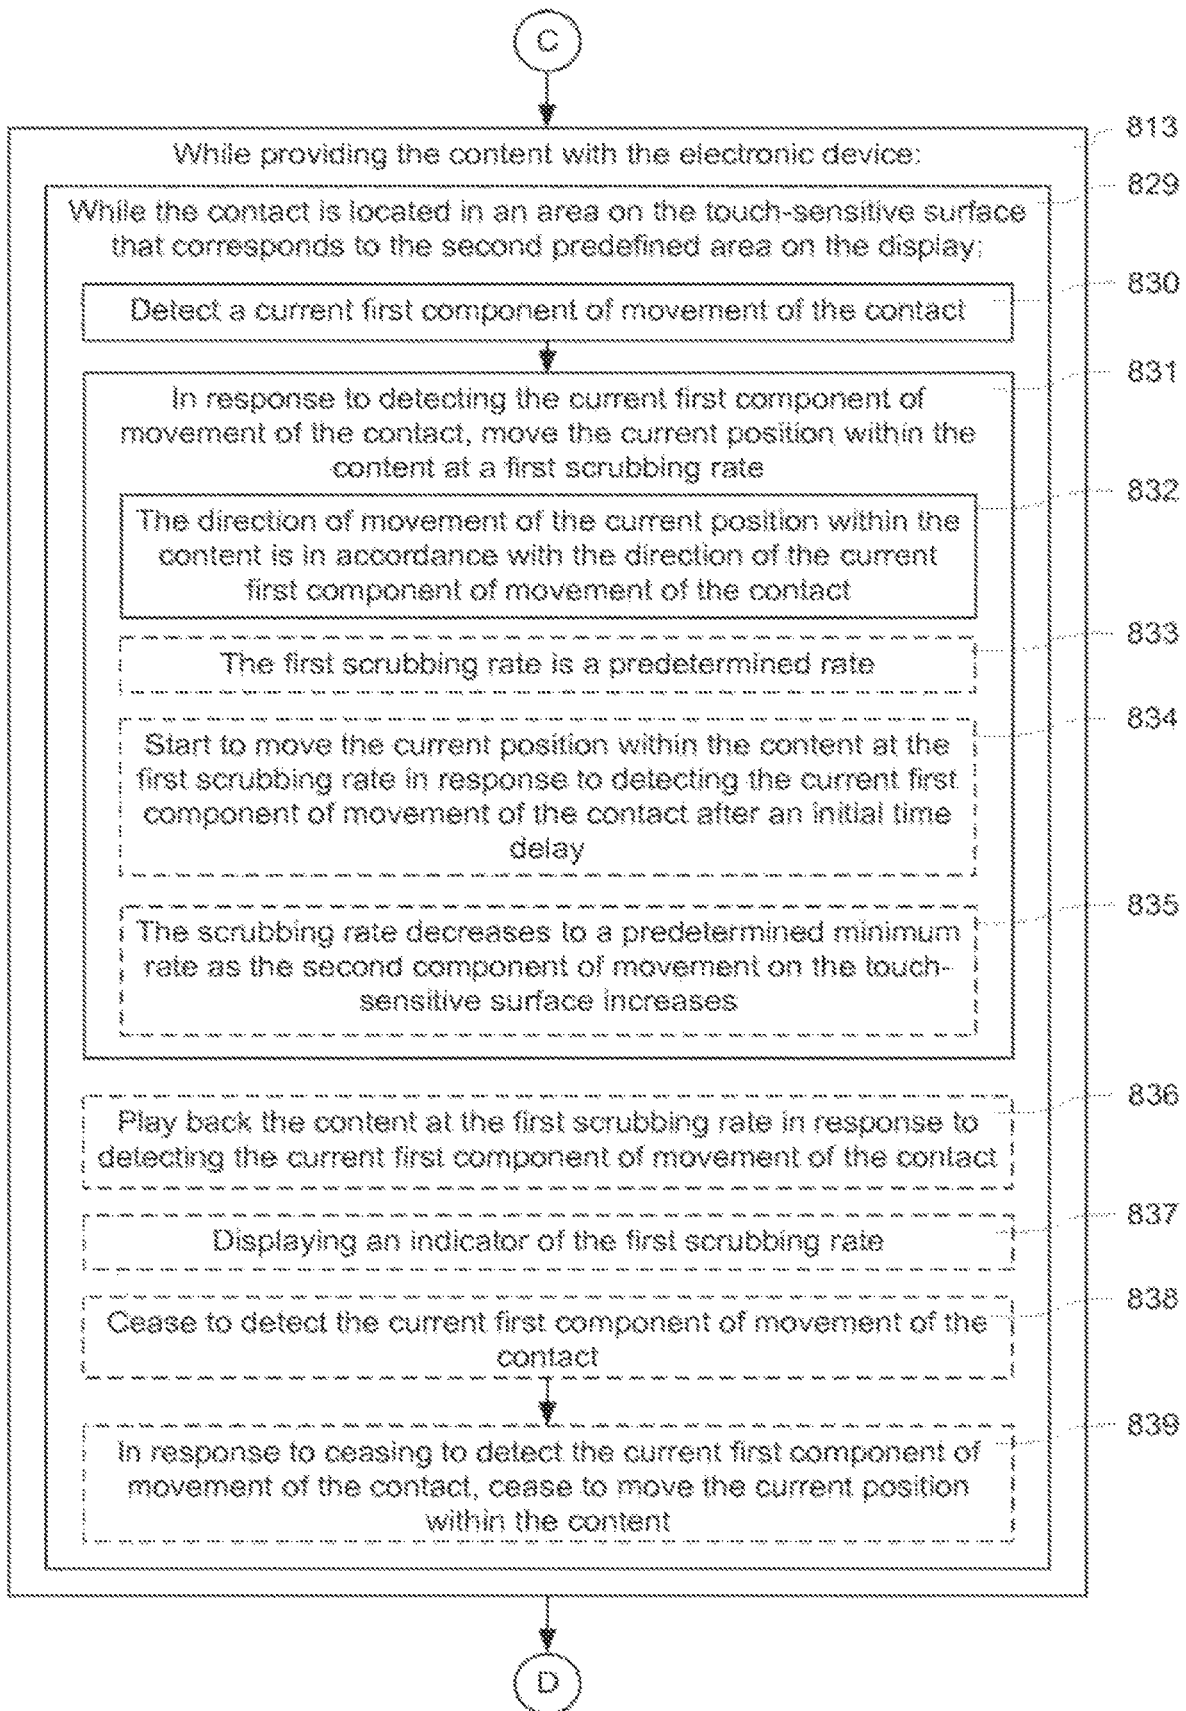 C
813
While providing the content with the electronic device:
829
While the contact is located in an area on the touch-sensitive surface
that corresponds to the second predefined area on the display:
830
Detect a current first component of movement of the contact
831
In response to detecting the current first component of
movement of the contact, move the current position within the
content at a first scrubbing rate
832
The direction of movement of the current position within the
content is in accordance with the direction of the current
first component of movement of the contact
833
The first scrubbing rate is a predetermined rate
834
Start to move the current position within the content at the
first scrubbing rate in response to detecting the current first
component of movement of the contact after an initial time
delay
835
The scrubbing rate decreases to a predetermined minimum
rate as the second component of movement on the touch-
sensitive surface increases
836
Play back the content at the first scrubbing rate in response to
detecting the current first component of movement of the contact
837
Displaying an indicator of the first scrubbing rate
838
Cease to detect the current first component of movement of the
contact
839
In response to ceasing to detect the current first component of
movement of the contact, cease to move the current position
within the content
D